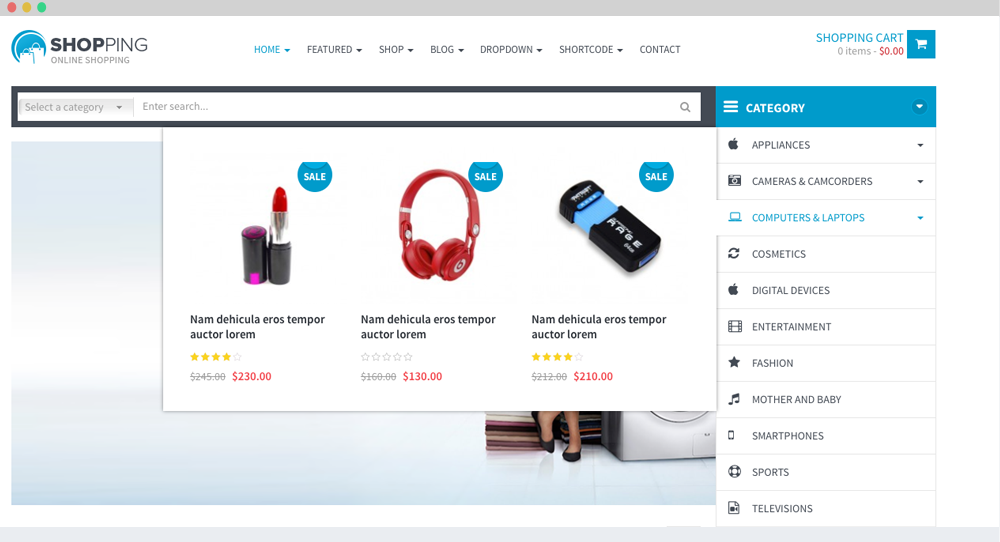 SHOPPING
ONLINE SHOPPING
HOME FEATURED SHOP BLOG DROPDOWN SHORTCODE CONTACT
SHOPPING CART
0 items - $0.00
Select a category Enter search...
CATEGORY
APPLIANCES
CAMERAS & CAMCORDERS
COMPUTERS & LAPTOPS
COSMETICS
DIGITAL DEVICES
ENTERTAINMENT
FASHION
MOTHER AND BABY
SMARTPHONES
SPORTS
TELEVISIONS
SALE SALE SALE
Nam dehicula eros tempor
auctor lorem
$245.00 $230.00
Nam dehicula eros tempor
auctor lorem
$160.00 $130.00
Nam dehicula eros tempor
auctor lorem
$212.00 $210.00